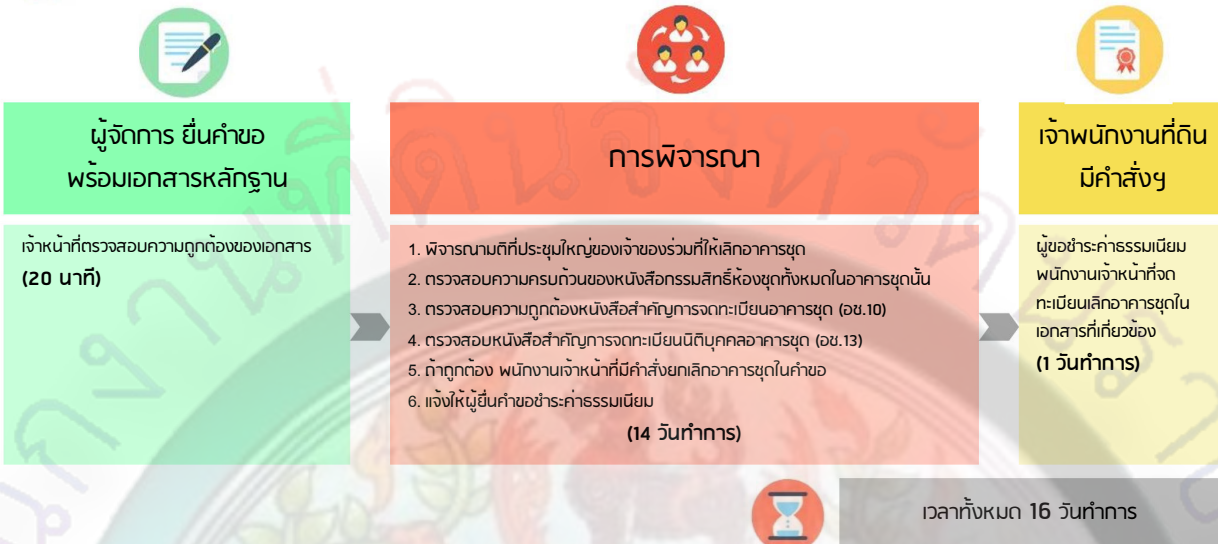 ผู้จัดการ ยื่นคำขอ
พร้อมเอกสารหลักฐาน
เจ้าหน้าที่ตรวจสอบความถูกต้องของเอกสาร
(20 นาที)
การพิจารณา
1. พิจารณามติที่ประชุมใหญ่ของเจ้าของร่วมที่ให้เลิกอาคารชุด
2. ตรวจสอบความครบถ้วนของหนังสือกรรมสิทธิ์ห้องชุดทั้งหมดในอาคารชุดนั้น
3. ตรวจสอบความถูกต้องหนังสือสำคัญการจดทะเบียนอาคารชุด (อช.10)
4. ตรวจสอบหนังสือสำคัญการจดทะเบียนนิติบุคคลอาคารชุด (อช.13)
5. ถ้าถูกต้อง พนักงานเจ้าหน้าที่มีคำสั่งยกเลิกอาคารชุดในคำขอ
6. แจ้งให้ผู้ยื่นคำขอชำระค่าธรรมเนียม
(14 วันทำการ)
เจ้าพนักงานที่ดิน
มีคำสั่งฯ
ผู้ขอชำระค่าธรรมเนียม
พนักงานเจ้าหน้าที่จด
ทะเบียนเลิกอาคารชุดใน
เอกสารที่เกี่ยวข้อง
(1 วันทำการ)
เวลาทั้งหมด 16 วันทำการ